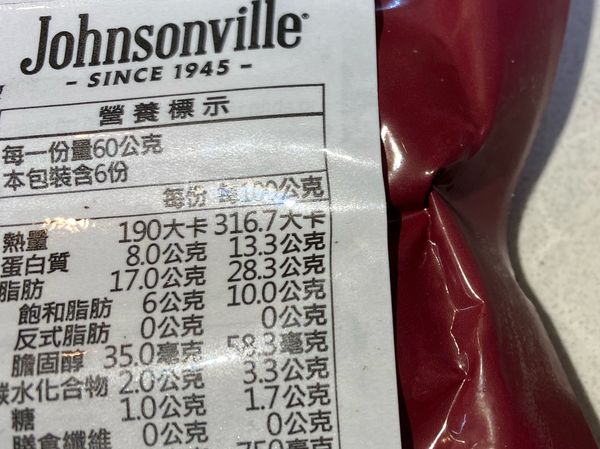 Johnsonville
- SINCE 1945 -
營養標示
每一份量60公克
本包裝含6份
每份 每100公克
熱量 190大卡 316.7大卡
蛋白質 8.0公克 13.3公克
脂肪 17.0公克 28.3公克
飽和脂肪 6公克 10.0公克
反式脂肪 0公克 0公克
膽固醇 35.0毫克 58.3毫克
碳水化合物 2.0公克 3.3公克
糖 1.0公克 1.7公克
膳食纖維 0公克 0公克